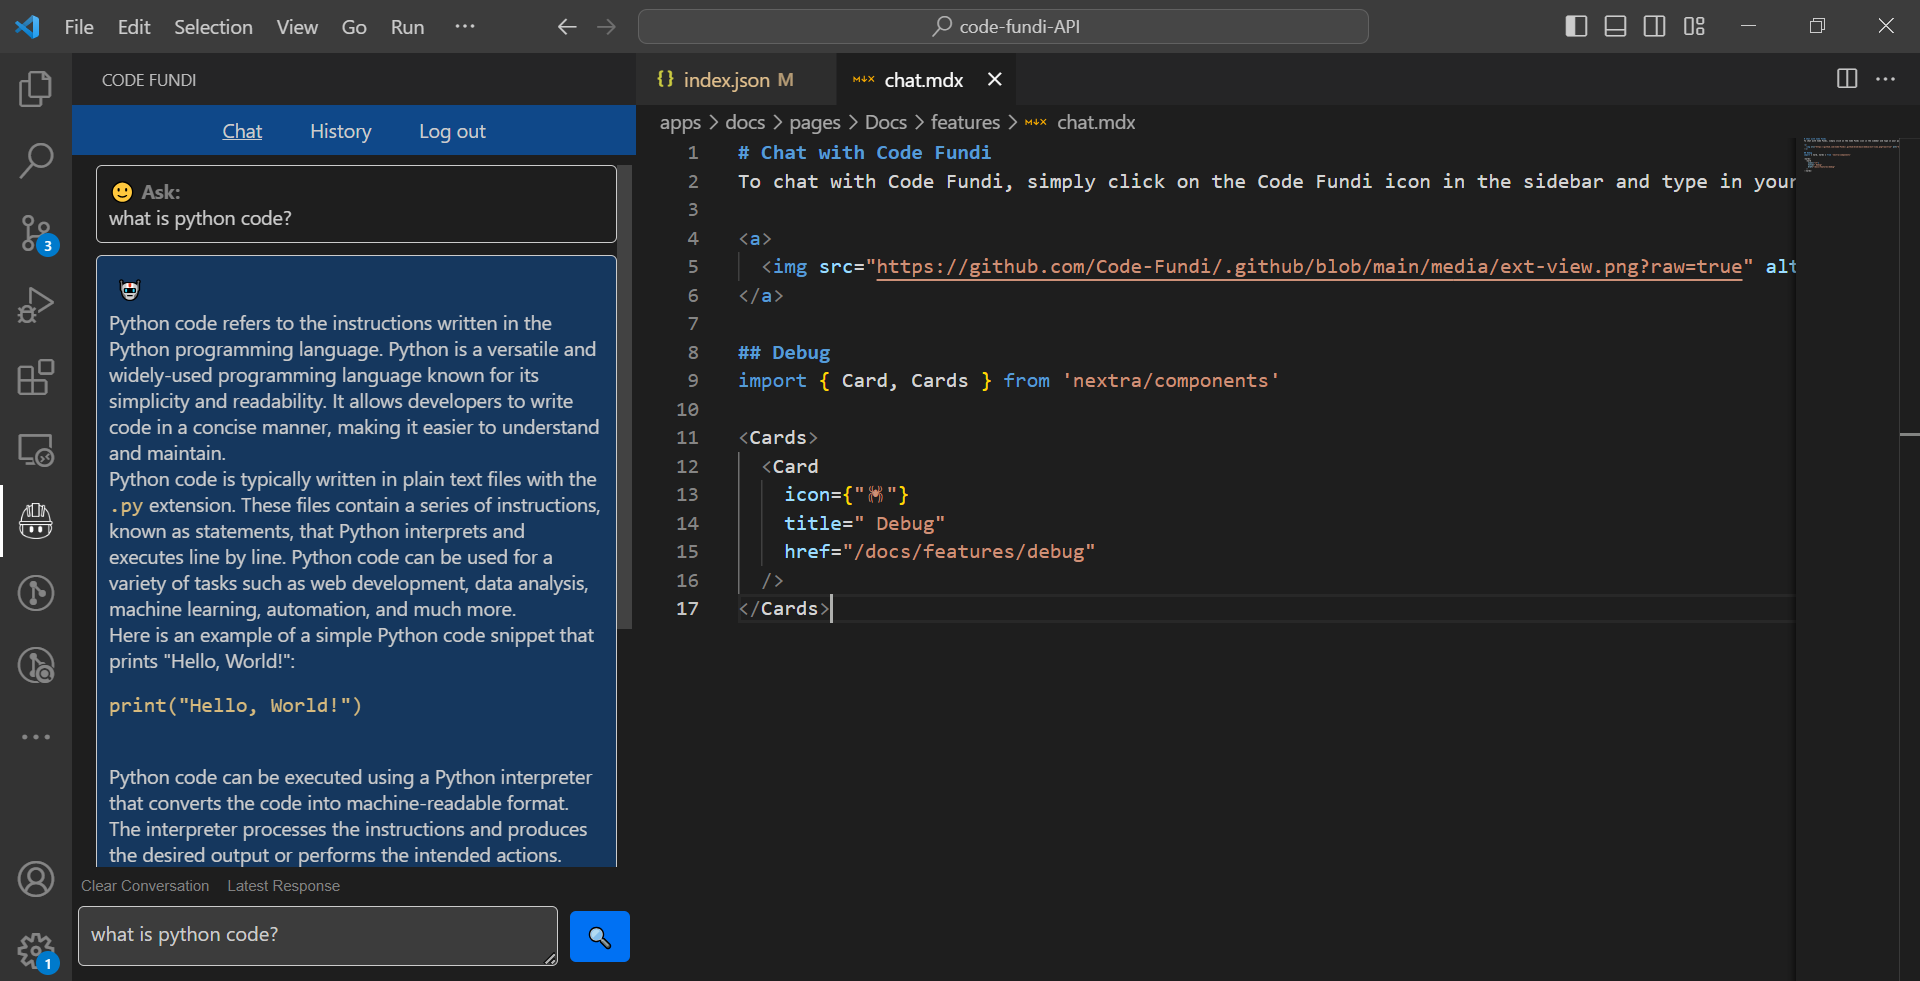 File Edit Selection View Go Run ···
code-fundi-API
CODE FUNDI
Chat History Log out
Ask:
what is python code?
Python code refers to the instructions written in the
Python programming language. Python is a versatile and
widely-used programming language known for its
simplicity and readability. It allows developers to write
code in a concise manner, making it easier to understand
and maintain.
Python code is typically written in plain text files with the
.py extension. These files contain a series of instructions,
known as statements, that Python interprets and
executes line by line. Python code can be used for a
variety of tasks such as web development, data analysis,
machine learning, automation, and much more.
Here is an example of a simple Python code snippet that
prints "Hello, World!":
print("Hello, World!")
Python code can be executed using a Python interpreter
that converts the code into machine-readable format.
The interpreter processes the instructions and produces
the desired output or performs the intended actions.
Clear Conversation Latest Response
what is python code?
3
1
{} index.json M
M↓X chat.mdx
apps > docs > pages > Docs > features > M↓X chat.mdx
1 # Chat with Code Fundi
2 To chat with Code Fundi, simply click on the Code Fundi icon in the sidebar and type in your
3
4 <a>
5 <img src="https://github.com/Code-Fundi/.github/blob/main/media/ext-view.png?raw=true" alt
6 </a>
7
8 ## Debug
9 import { Card, Cards } from 'nextra/components'
10
11 <Cards>
12 <Card
13 icon={"🕷"}
14 title=" Debug"
15 href="/docs/features/debug"
16 />
17 </Cards>